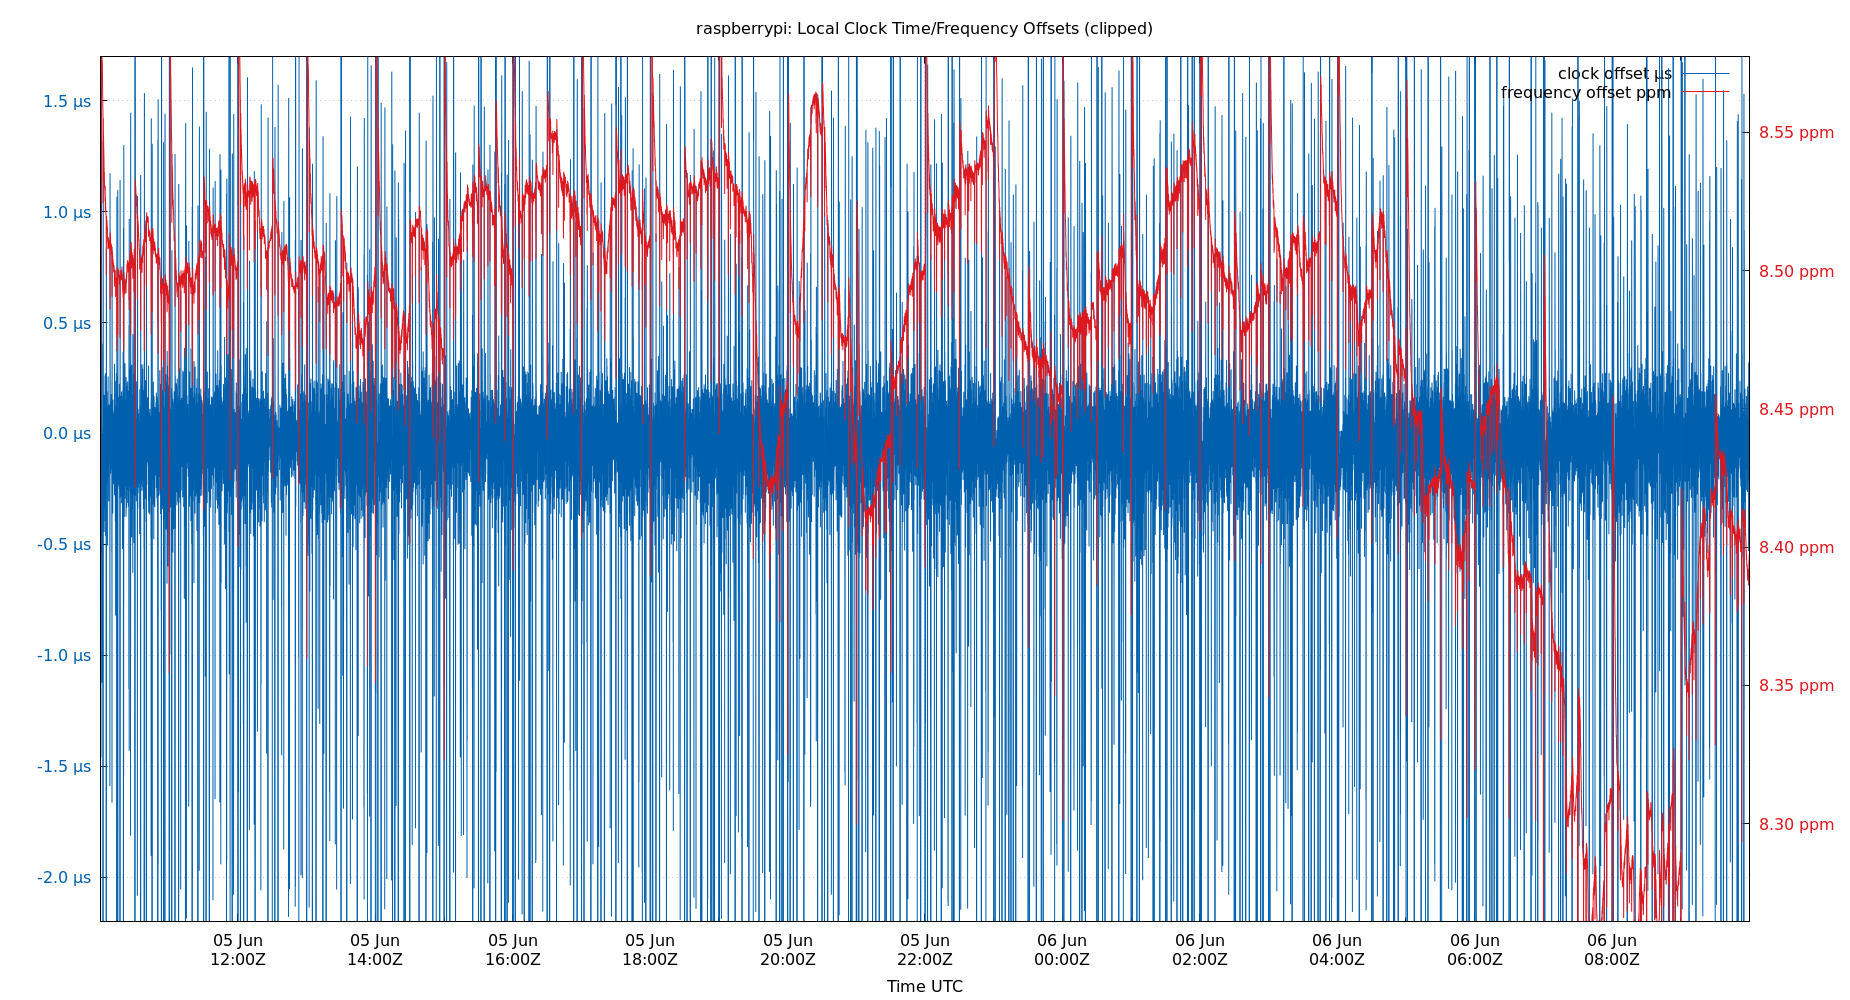 raspberrypi: Local Clock Time/Frequency Offsets (clipped)
clock offset µs
frequency offset ppm
1.5 µs
1.0 µs
0.5 µs
0.0 µs
-0.5 µs
-1.0 µs
-1.5 µs
-2.0 µs
8.55 ppm
8.50 ppm
8.45 ppm
8.40 ppm
8.35 ppm
8.30 ppm
05 Jun 05 Jun 05 Jun 05 Jun 05 Jun 05 Jun 06 Jun 06 Jun 06 Jun 06 Jun 06 Jun
12:00Z 14:00Z 16:00Z 18:00Z 20:00Z 22:00Z 00:00Z 02:00Z 04:00Z 06:00Z 08:00Z
Time UTC